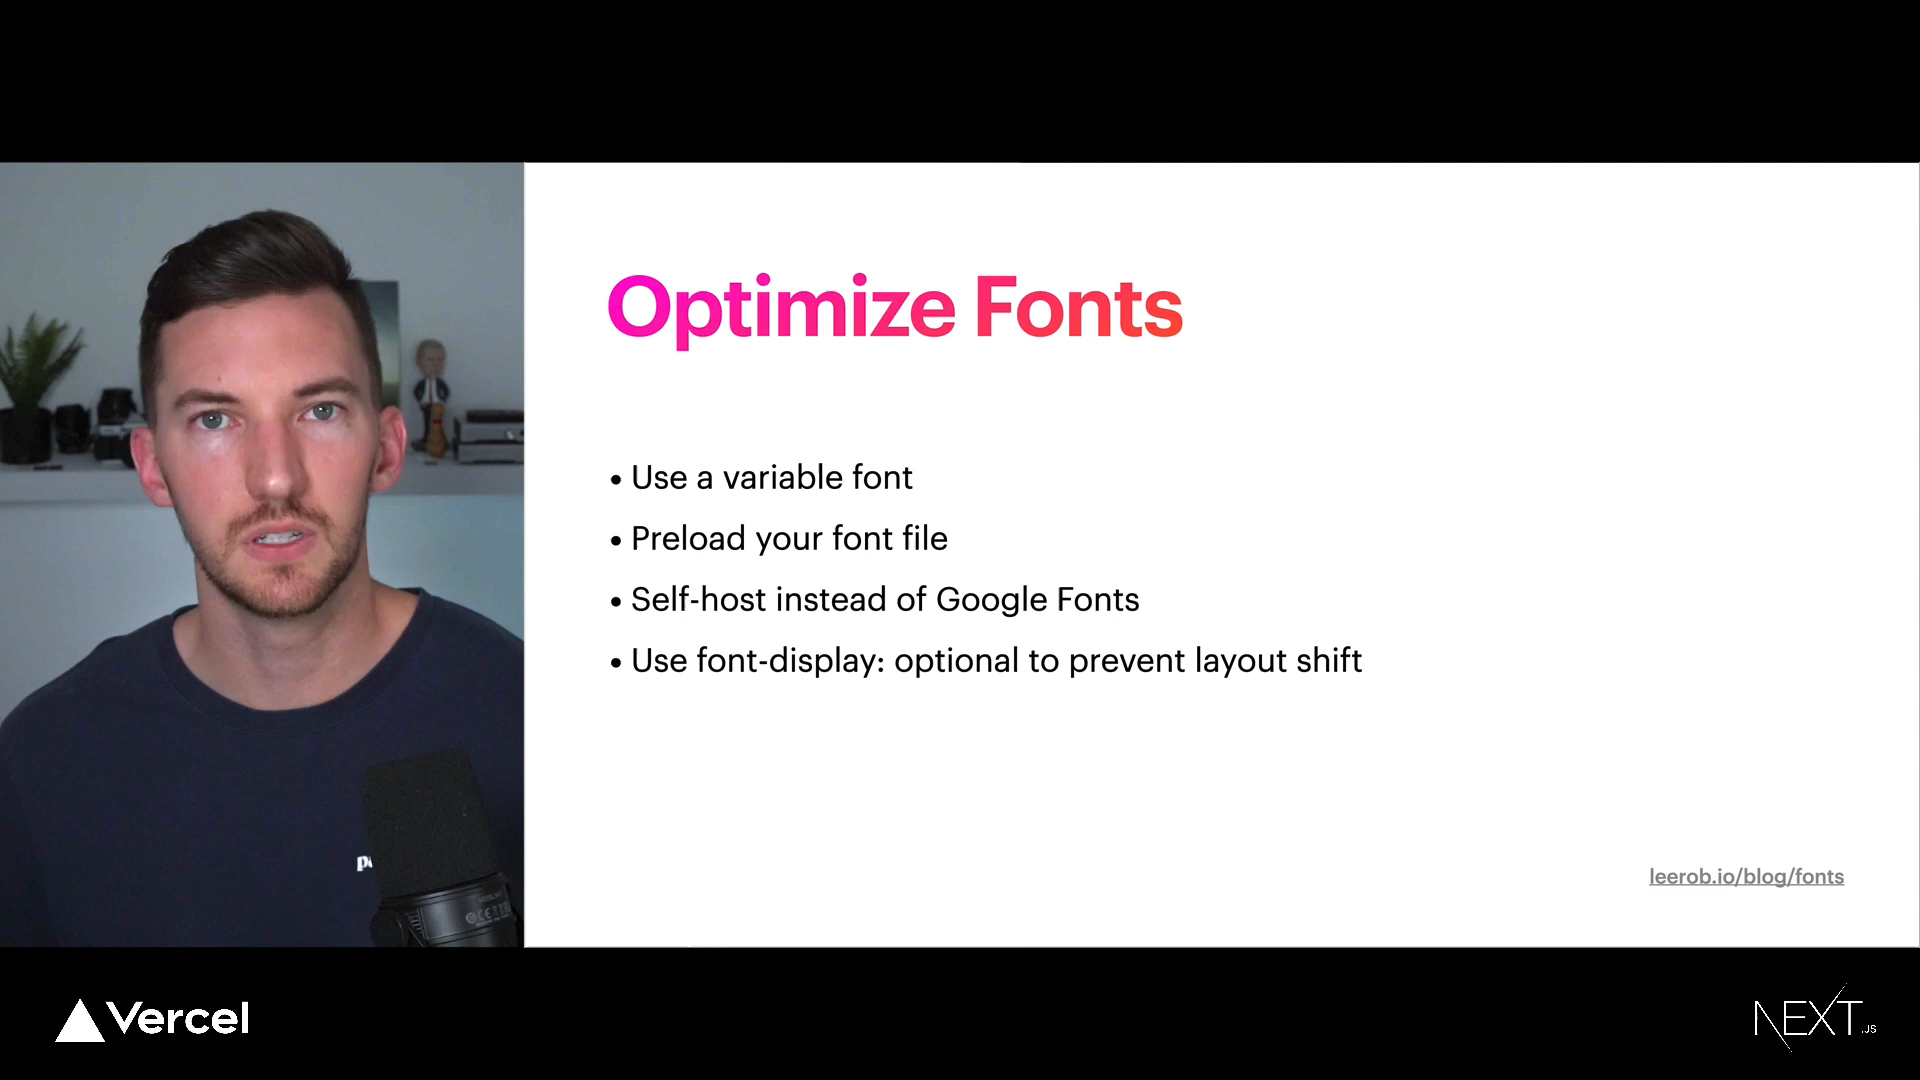 Optimize Fonts
• Use a variable font
• Preload your font file
• Self-host instead of Google Fonts
• Use font-display: optional to prevent layout shift
leerob.io/blog/fonts
Vercel
NEXT.JS